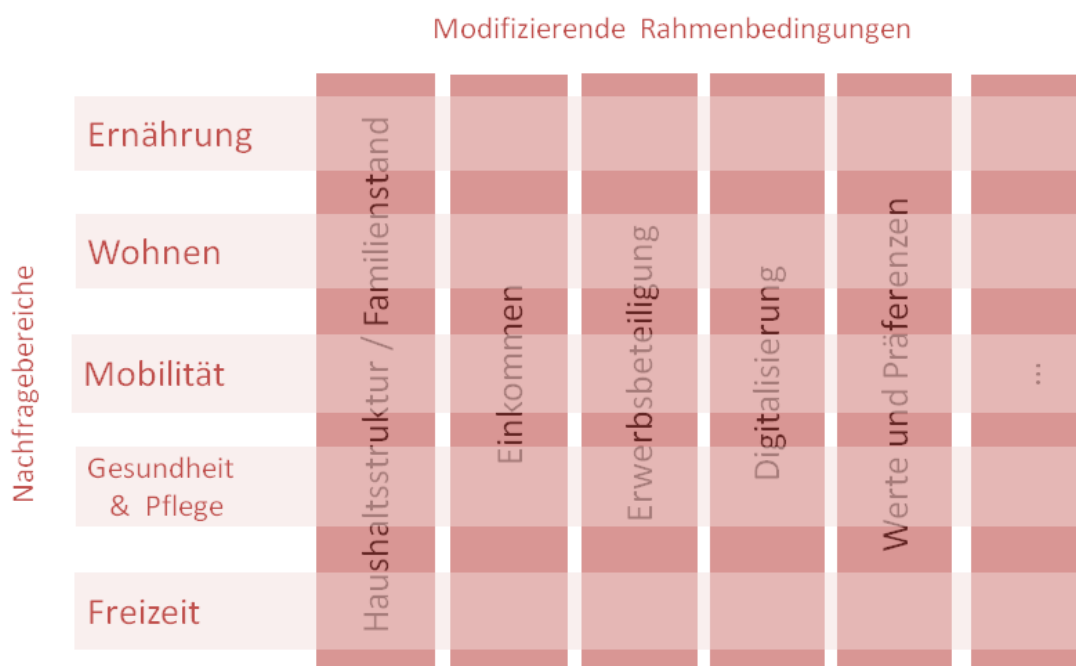 Modifizierende Rahmenbedingungen
Nachfragebereiche
Ernährung
Wohnen
Mobilität
Gesundheit
& Pflege
Freizeit
Haushaltsstruktur / Familienstand
Einkommen
Erwerbsbeteiligung
Digitalisierung
Werte und Präferenzen
...